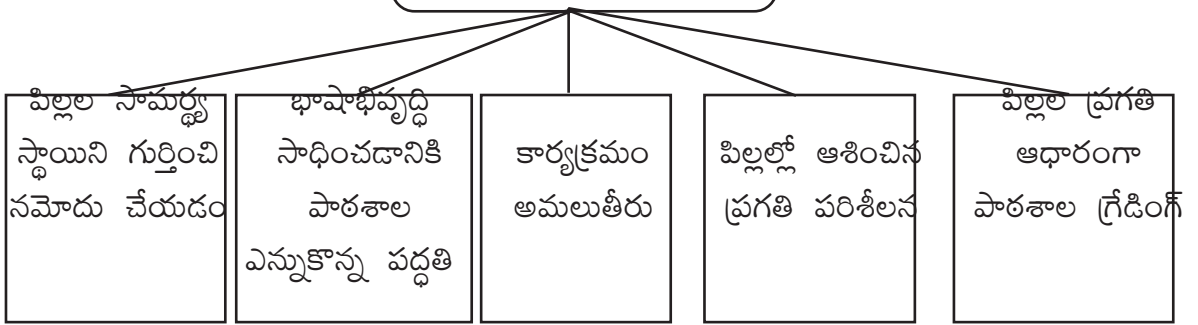 పిల్లల సామర్థ్య
స్థాయిని గుర్తించి
నమోదు చేయడం
భాషాభివృద్ధి
సాధించడానికి
పాఠశాల
ఎన్నుకొన్న పద్ధతి
కార్యక్రమం
అమలుతీరు
పిల్లల్లో ఆశించిన
ప్రగతి పరిశీలన
పిల్లల ప్రగతి
ఆధారంగా
పాఠశాల గ్రేడింగ్